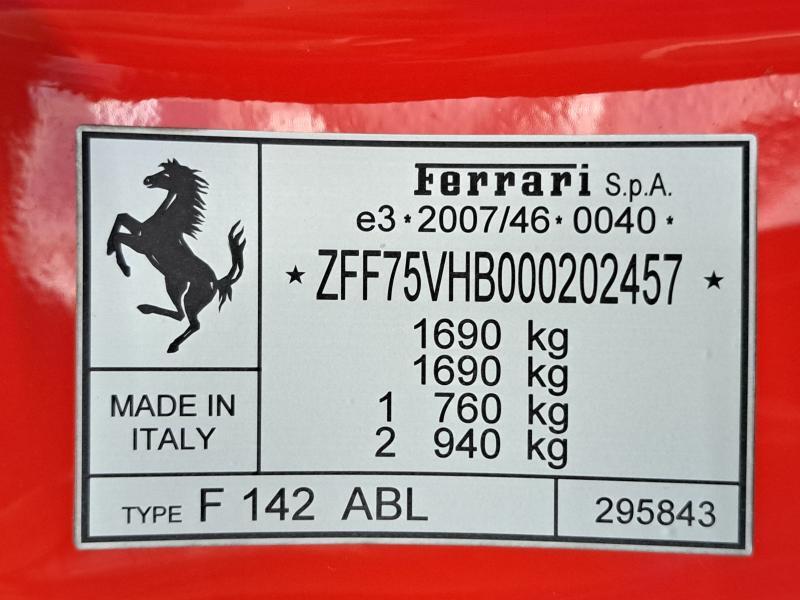 Ferrari S.p.A.
e3*2007/46*0040*
★ ZFF75VHB000202457 ★
1690 kg
1690 kg
1 760 kg
2 940 kg
MADE IN
ITALY
TYPE F 142 ABL
295843